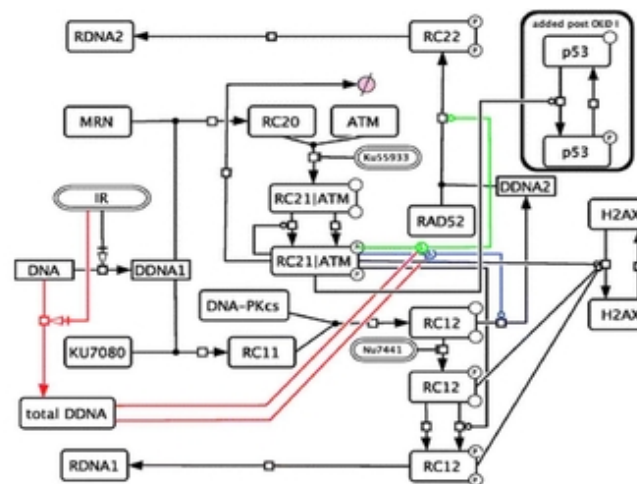 added post OKID I
RDNA2
RC22
p53
MRN
RC20
ATM
p53
Ku55933
IR
RC21|ATM
DDNA2
RAD52
H2AX
DNA
DDNA1
RC21|ATM
DNA-PKcs
RC12
H2AX
KU7080
RC11
Nu7441
RC12
total DDNA
RDNA1
RC12